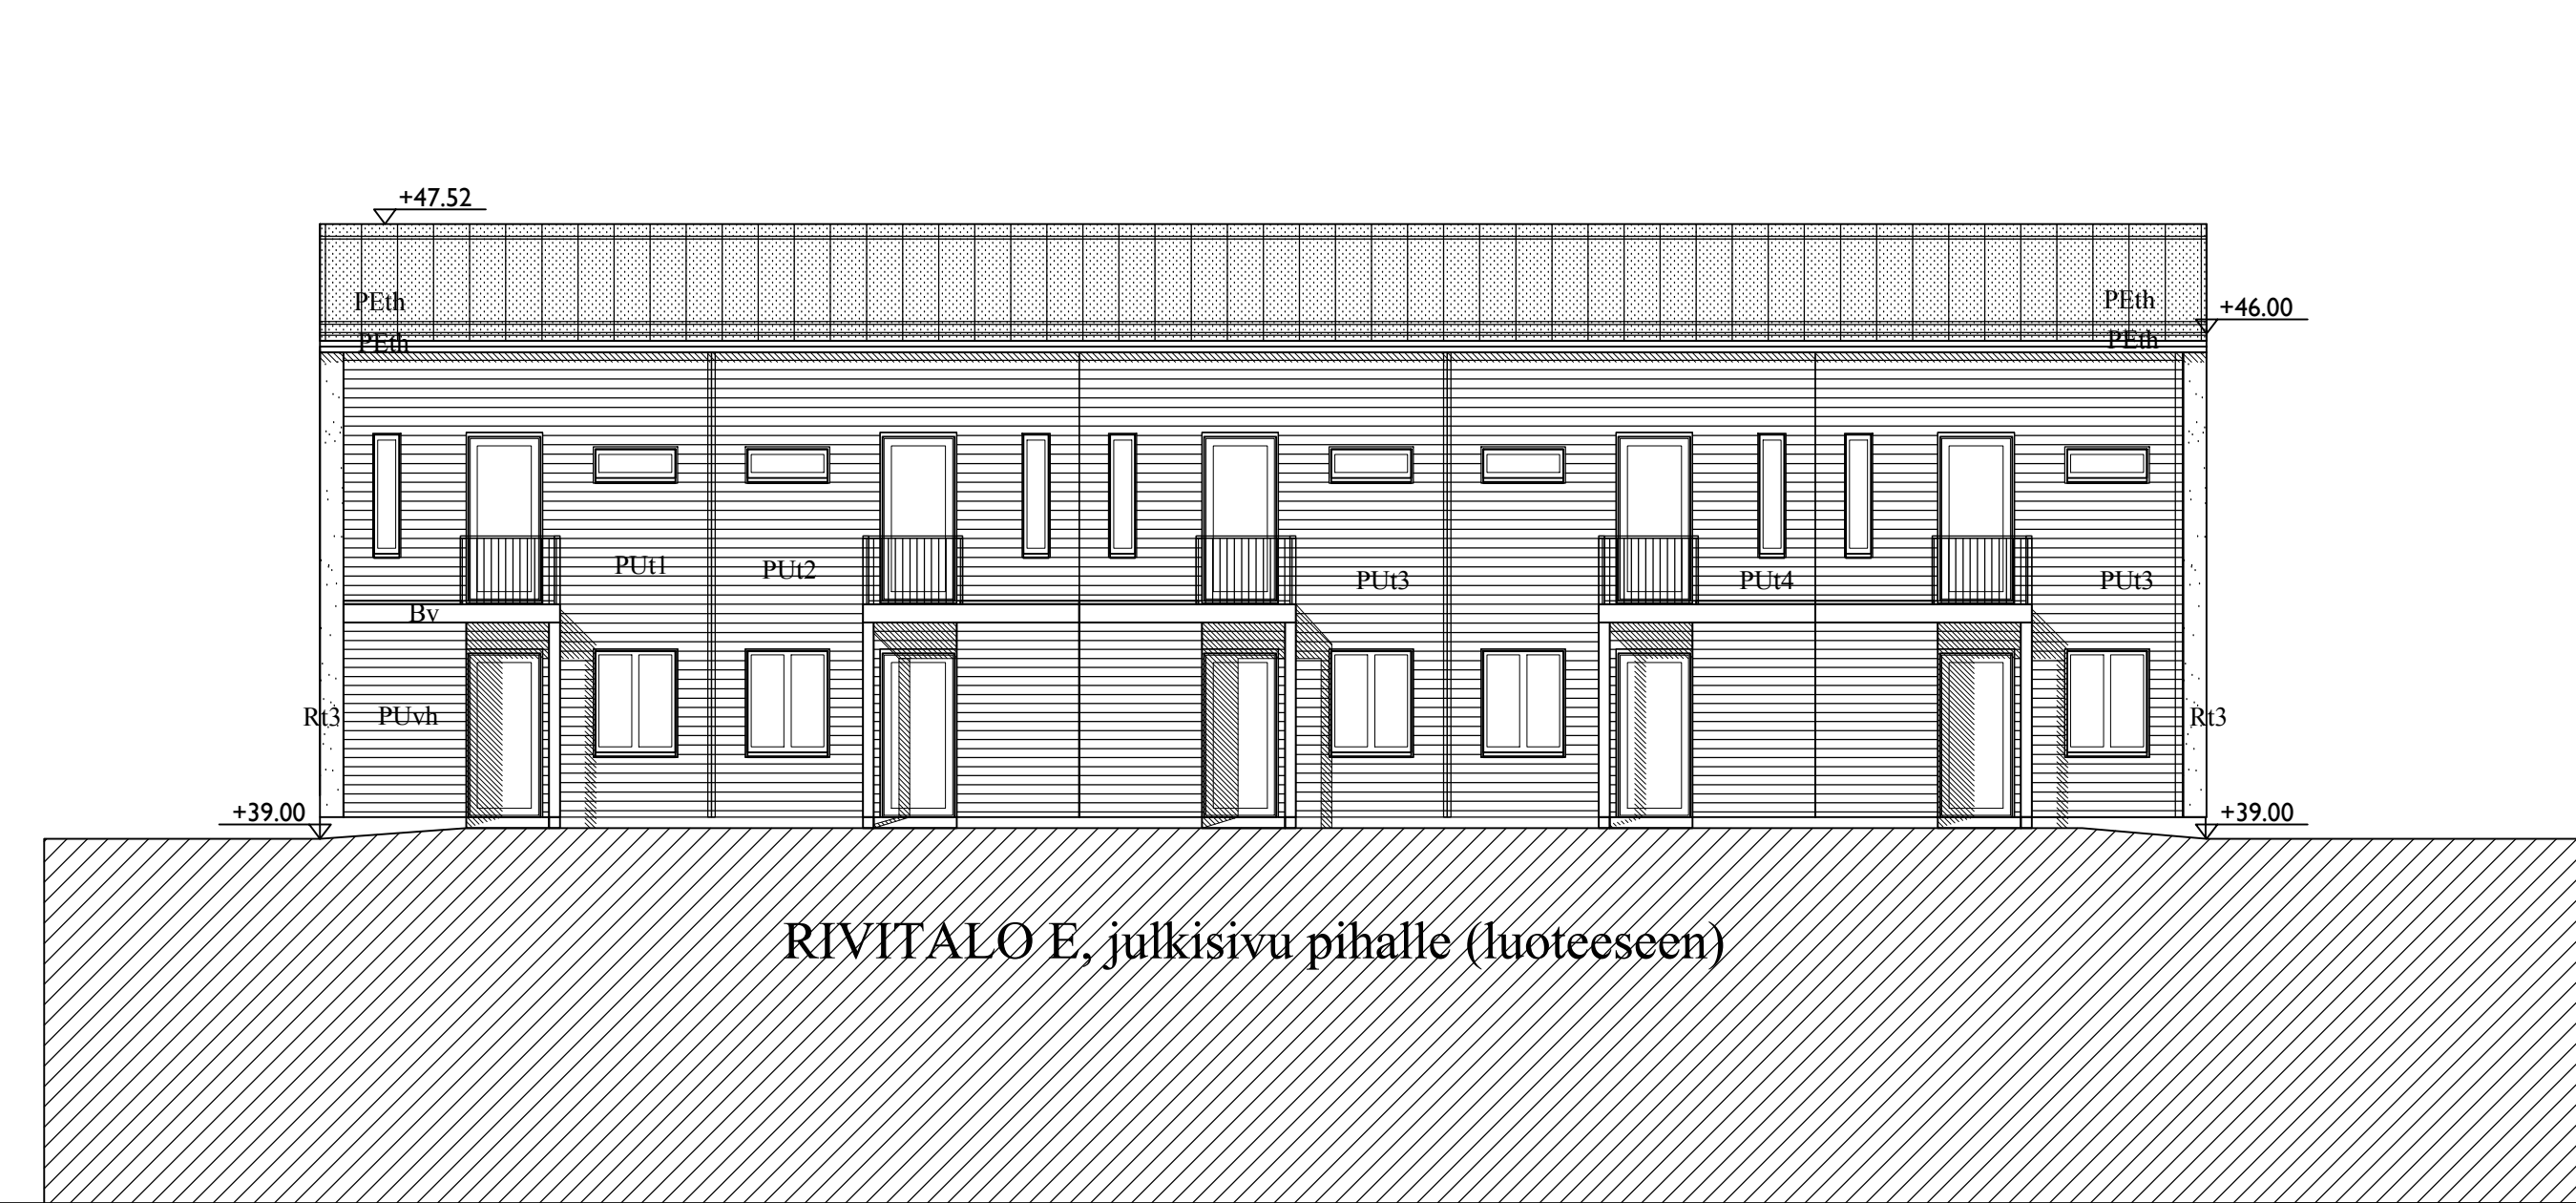 +47.52
PEth
PEth
+46.00
PEth
PEth
PUt1
PUt2
PUt3
PUt4
PUt3
Bv
Rt3
PUvh
Rt3
+39.00
+39.00
RIVITALO E, julkisivu pihalle (luoteeseen)